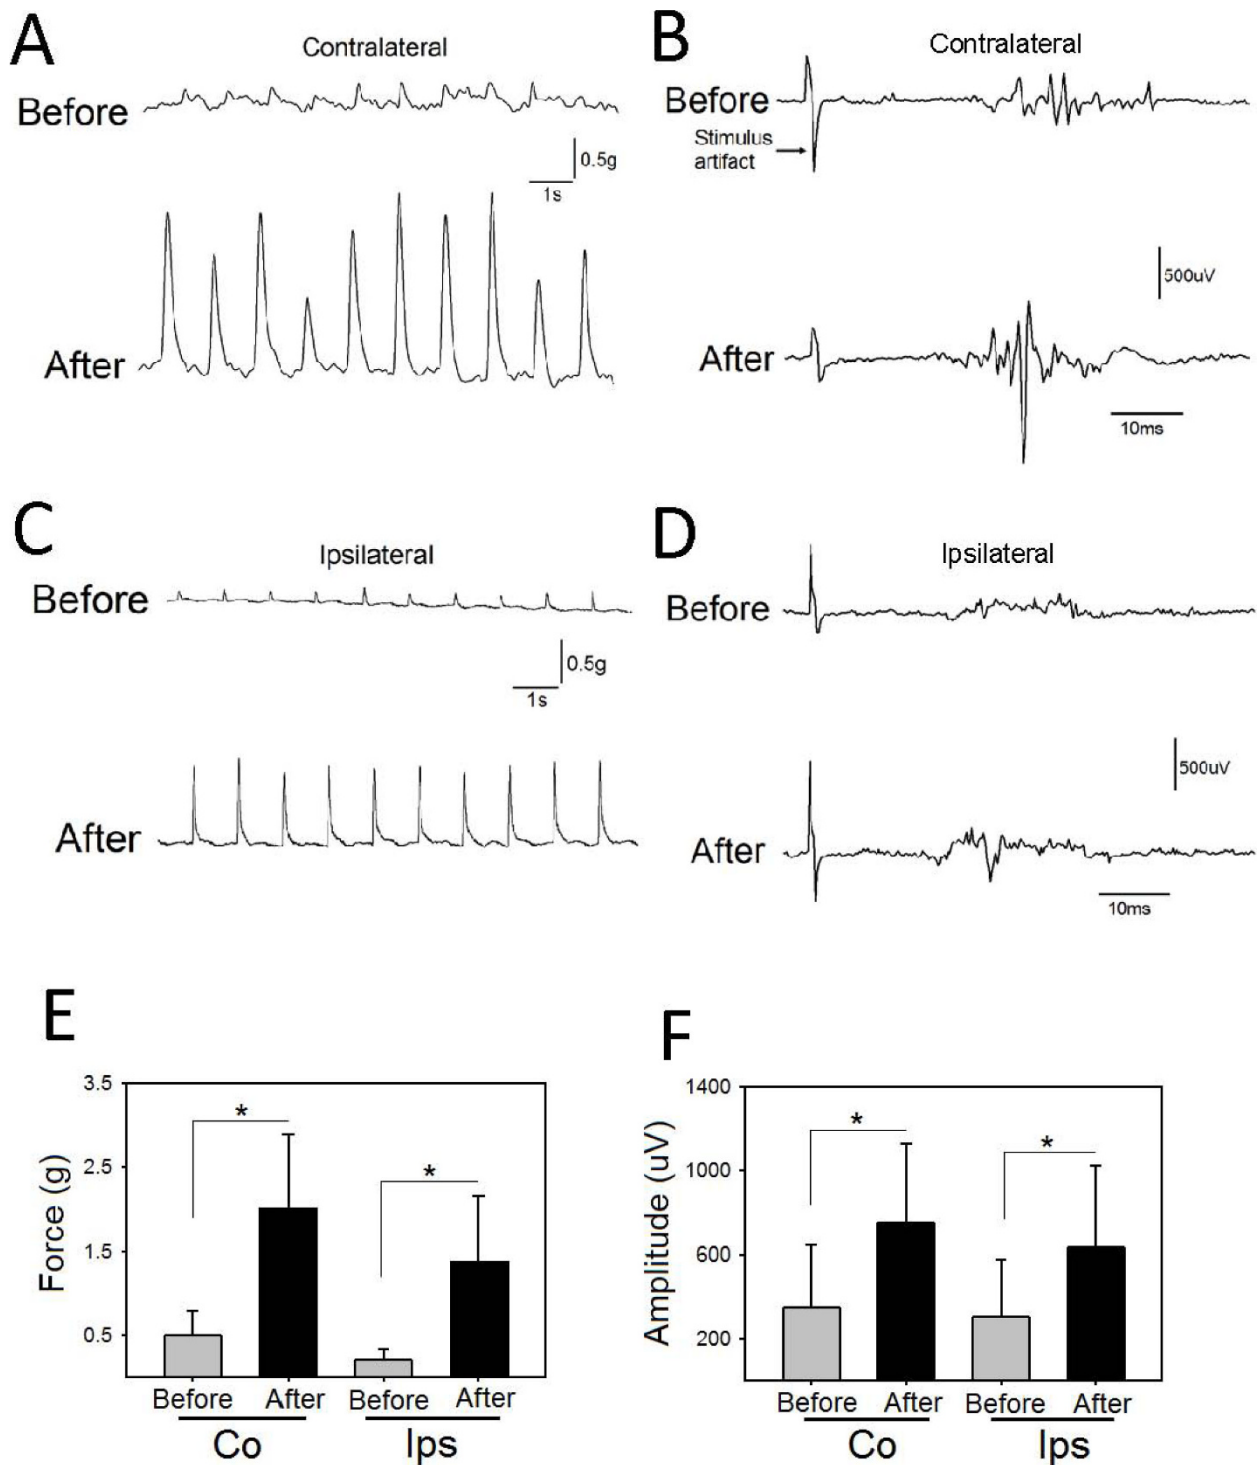 A
Contralateral
Before
0.5g
1s
After
B
Contralateral
Before
Stimulus
artifact
500uV
After
10ms
C
Ipsilateral
Before
0.5g
1s
After
D
Ipsilateral
Before
500uV
After
10ms
E
3.5
2.5
1.5
0.5
Force (g)
*
*
Before After Before After
Co Ips
F
1400
1000
600
200
Amplitude (uV)
*
*
Before After Before After
Co Ips